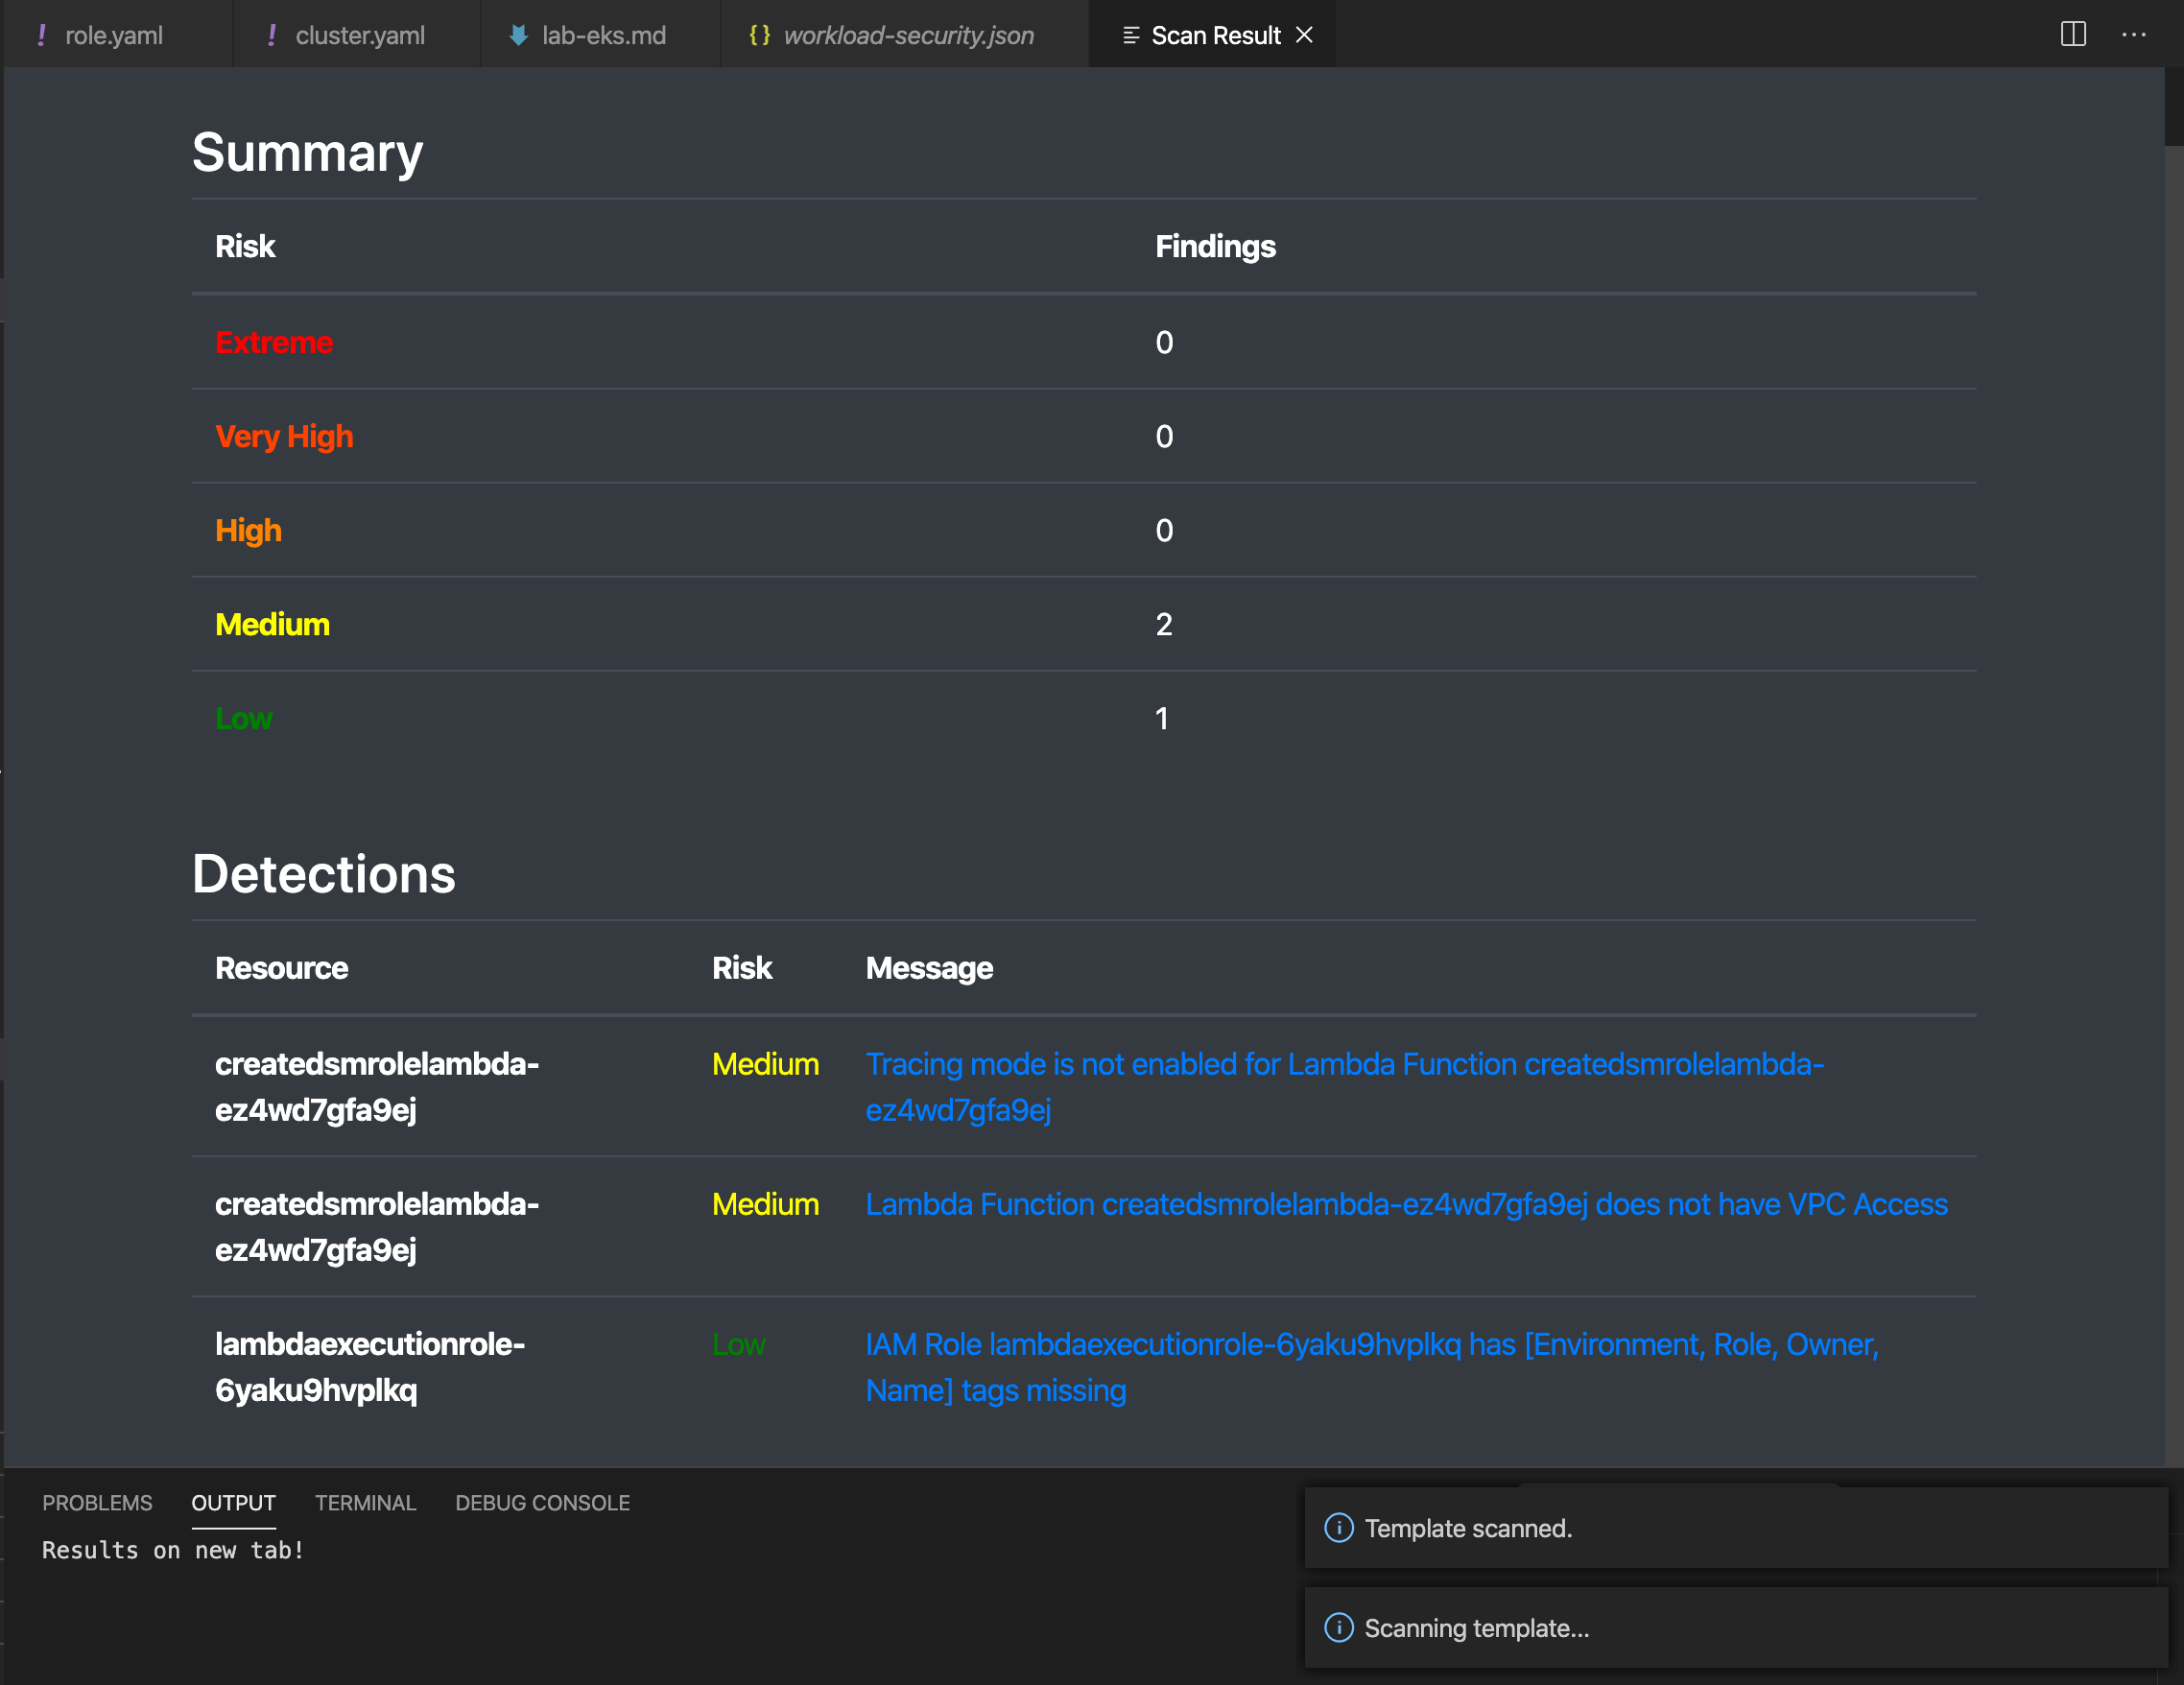 role.yaml cluster.yaml lab-eks.md workload-security.json Scan Result
Summary
Risk Findings
Extreme 0
Very High 0
High 0
Medium 2
Low 1
Detections
Resource Risk Message
createdsmrolelambda-ez4wd7gfa9ej Medium Tracing mode is not enabled for Lambda Function createdsmrolelambda-ez4wd7gfa9ej
createdsmrolelambda-ez4wd7gfa9ej Medium Lambda Function createdsmrolelambda-ez4wd7gfa9ej does not have VPC Access
lambdaexecutionrole-6yaku9hvplkq Low IAM Role lambdaexecutionrole-6yaku9hvplkq has [Environment, Role, Owner, Name] tags missing
PROBLEMS OUTPUT TERMINAL DEBUG CONSOLE
Results on new tab!
Template scanned.
Scanning template...